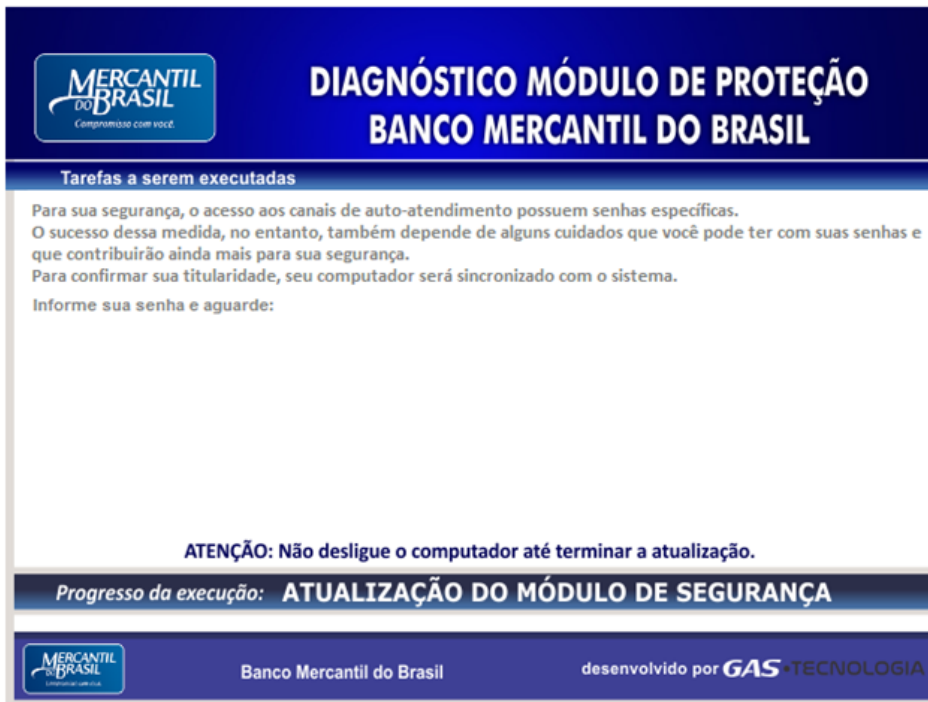 MERCANTIL
DO BRASIL
Compromisso com você.
DIAGNÓSTICO MÓDULO DE PROTEÇÃO
BANCO MERCANTIL DO BRASIL
Tarefas a serem executadas
Para sua segurança, o acesso aos canais de auto-atendimento possuem senhas específicas.
O sucesso dessa medida, no entanto, também depende de alguns cuidados que você pode ter com suas senhas e
que contribuirão ainda mais para sua segurança.
Para confirmar sua titularidade, seu computador será sincronizado com o sistema.
Informe sua senha e aguarde:
ATENÇÃO: Não desligue o computador até terminar a atualização.
Progresso da execução: ATUALIZAÇÃO DO MÓDULO DE SEGURANÇA
MERCANTIL
DO BRASIL
Banco Mercantil do Brasil
desenvolvido por GAS•TECNOLOGIA